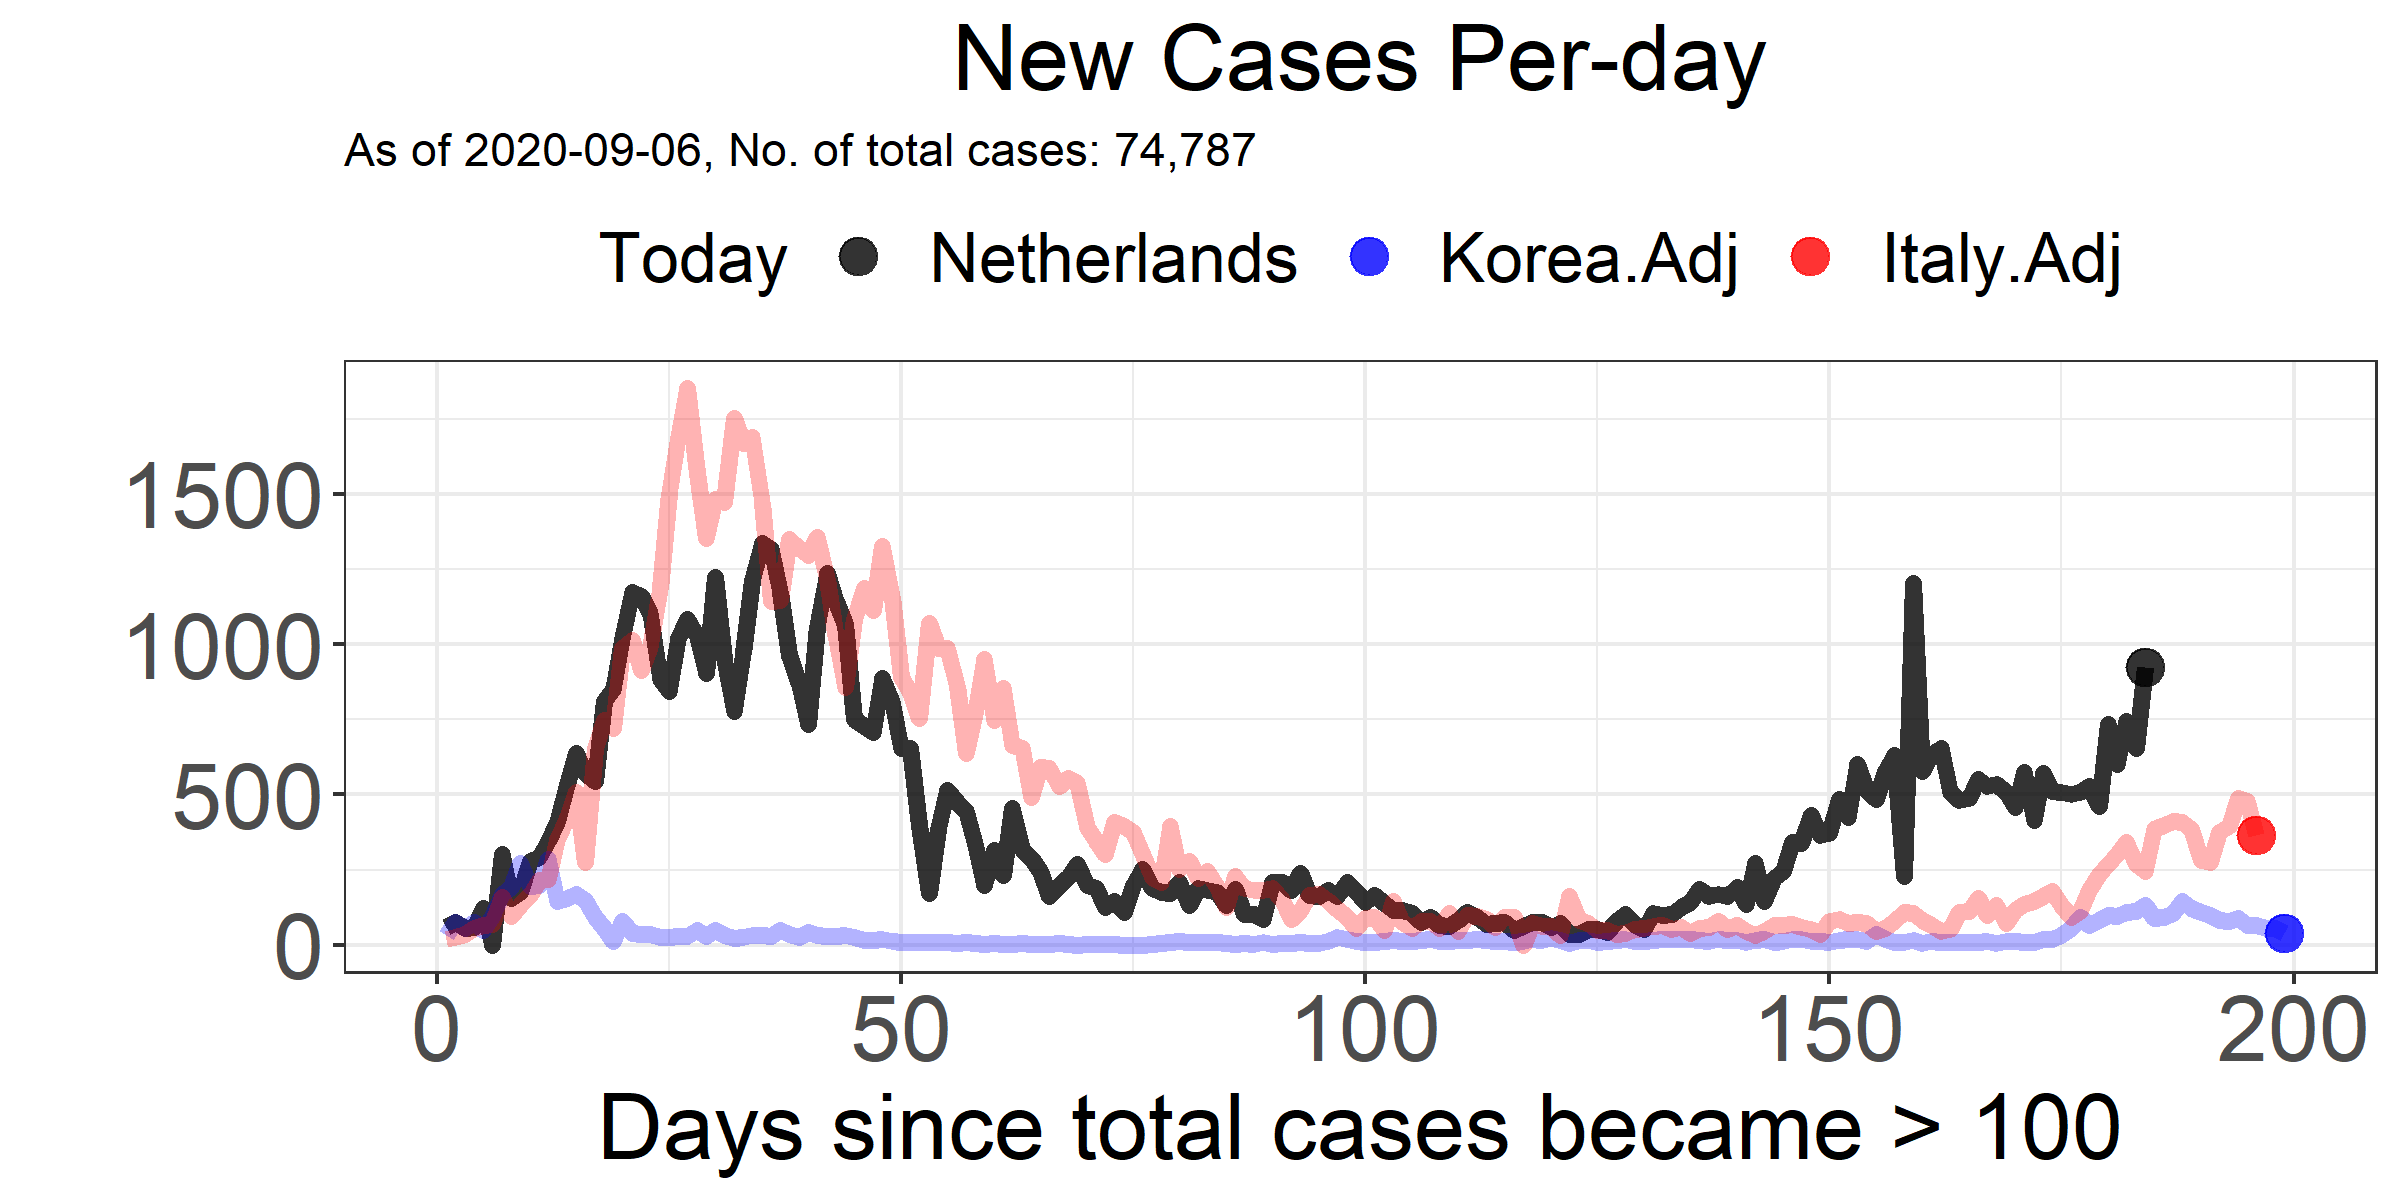 New Cases Per-day
As of 2020-09-06, No. of total cases: 74,787
Today Netherlands Korea.Adj Italy.Adj
1500
1000
500
0
0 50 100 150 200
Days since total cases became > 100